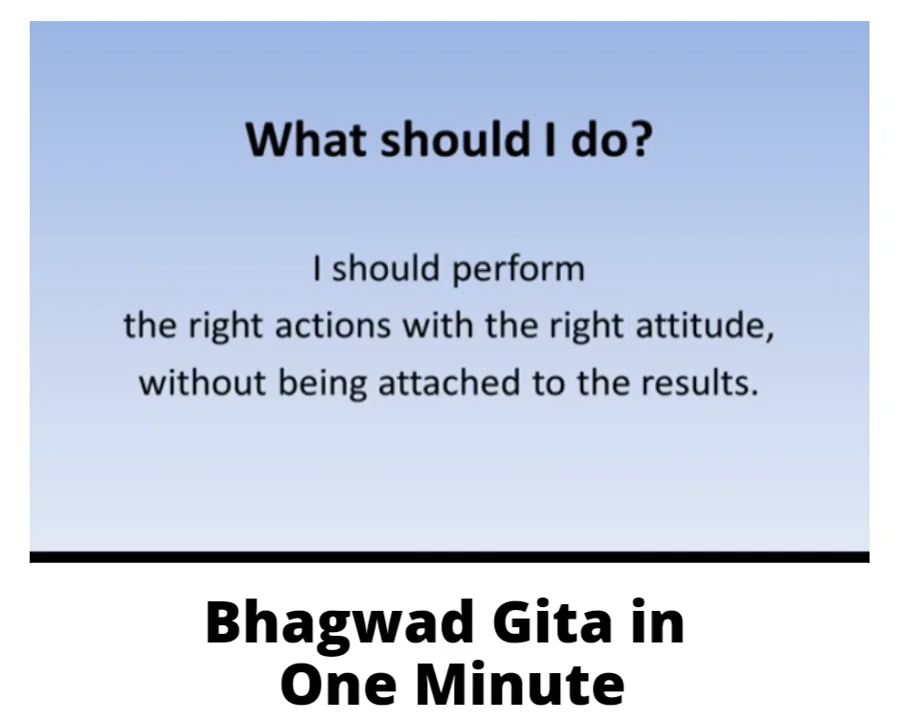 What should I do?
I should perform
the right actions with the right attitude,
without being attached to the results.
Bhagwad Gita in
One Minute